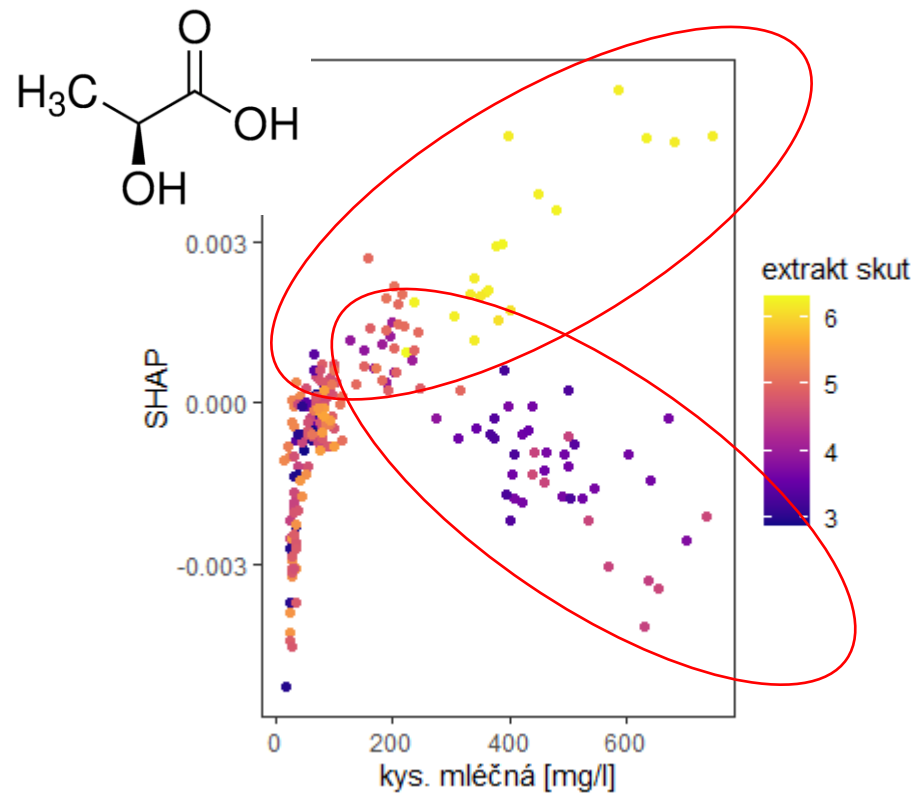 O
H₃C
OH
OH
0.003
0.000
-0.003
SHAP
0
200
400
600
kys. mléčná [mg/l]
extrakt skut
6
5
4
3